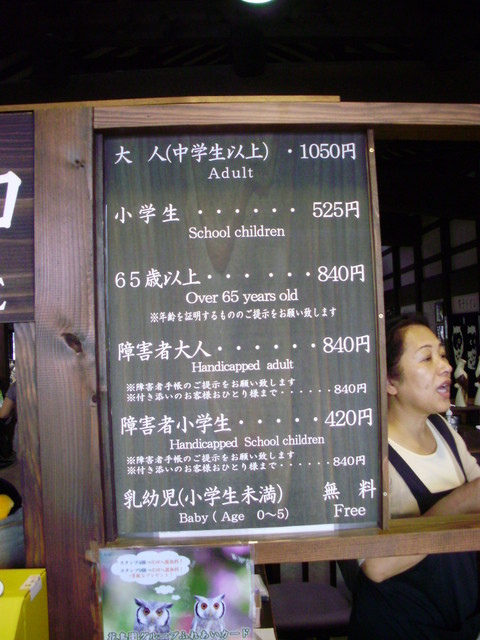 大　人(中学生以上)　・1050円
Adult
小学生 ・・・・・・ 525円
School children
65歳以上・・・・・・840円
Over 65 years old
※年齢を証明するもののご提示をお願い致します
障害者大人・・・・・・840円
Handicapped adult
※障害者手帳のご提示をお願い致します
※付き添いのお客様おひとり様まで・・・・・・840円
障害者小学生・・・・・420円
Handicapped School children
※障害者手帳のご提示をお願い致します
※付き添いのお客様おひとり様まで・・・・・・840円
乳幼児(小学生未満)　無　料
Baby ( Age　0～5)　Free